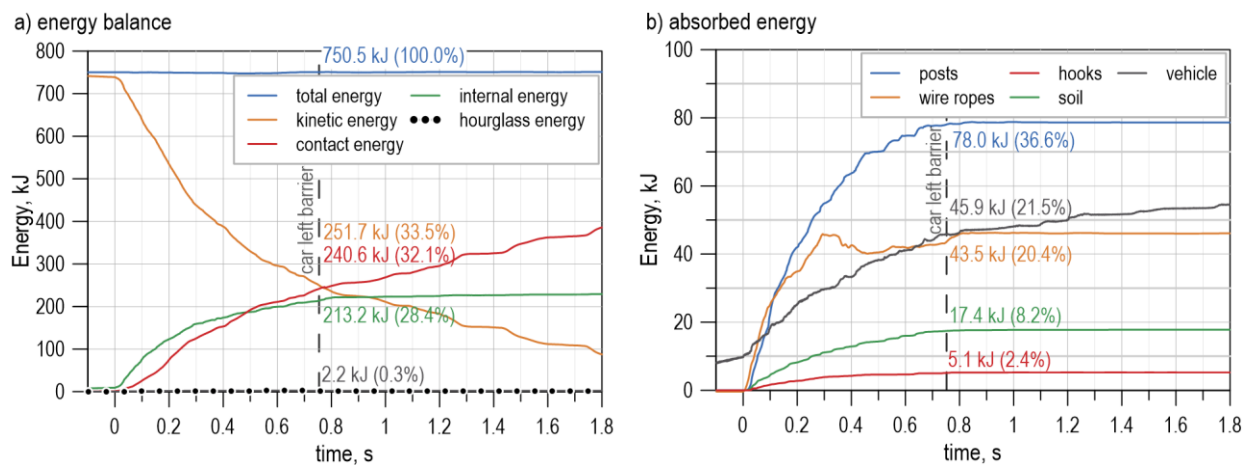 a) energy balance
800
700
600
500
400
300
200
100
0
Energy, kJ
750.5 kJ (100.0%)
total energy
internal energy
kinetic energy
hourglass energy
contact energy
car left barrier
251.7 kJ (33.5%)
240.6 kJ (32.1%)
213.2 kJ (28.4%)
2.2 kJ (0.3%)
0 0.2 0.4 0.6 0.8 1 1.2 1.4 1.6 1.8
time, s
b) absorbed energy
100
80
60
40
20
0
Energy, kJ
posts
hooks
vehicle
wire ropes
soil
78.0 kJ (36.6%)
car left barrier
45.9 kJ (21.5%)
43.5 kJ (20.4%)
17.4 kJ (8.2%)
5.1 kJ (2.4%)
0 0.2 0.4 0.6 0.8 1 1.2 1.4 1.6 1.8
time, s